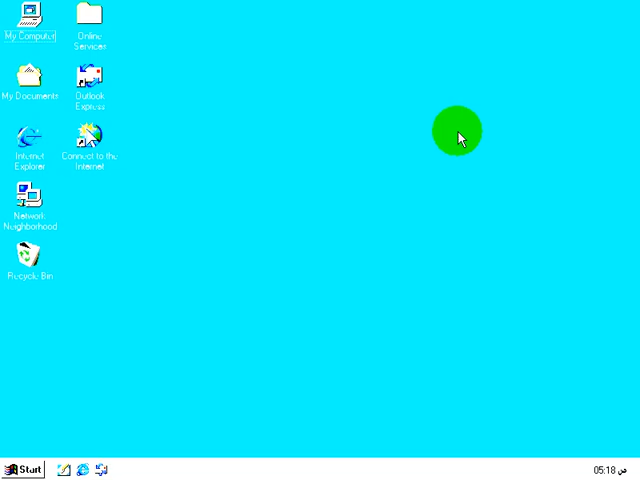 My Computer
Online
Services
My Documents
Outlook
Express
Internet
Explorer
Connect to the
Internet
Network
Neighborhood
Recycle Bin
Start
05:18 ص